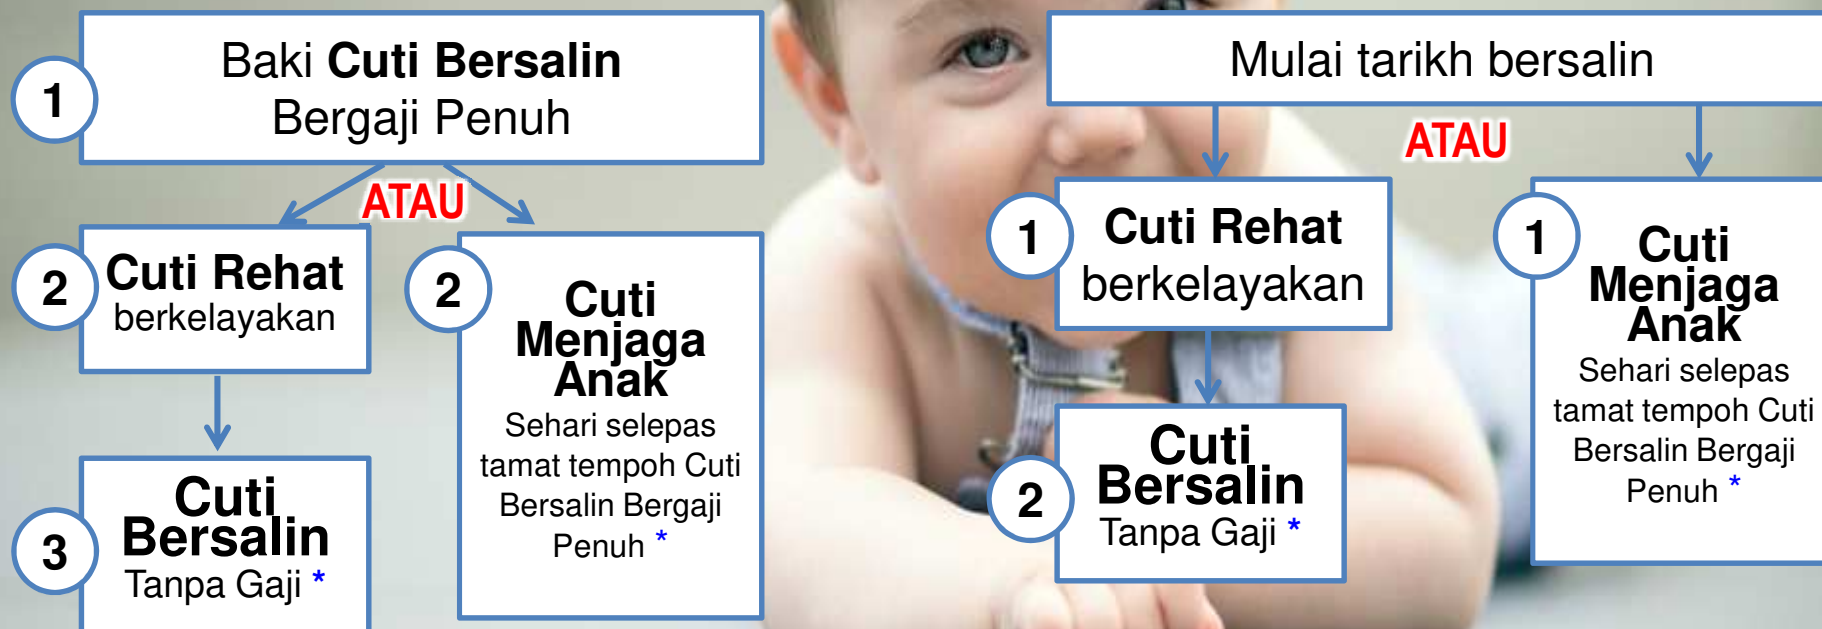 1
Baki Cuti Bersalin
Bergaji Penuh
ATAU
2
Cuti Rehat
berkelayakan
3
Cuti
Bersalin
Tanpa Gaji *
2
Cuti
Menjaga
Anak
Sehari selepas
tamat tempoh Cuti
Bersalin Bergaji
Penuh *
Mulai tarikh bersalin
ATAU
1
Cuti Rehat
berkelayakan
2
Cuti
Bersalin
Tanpa Gaji *
1
Cuti
Menjaga
Anak
Sehari selepas
tamat tempoh Cuti
Bersalin Bergaji
Penuh *